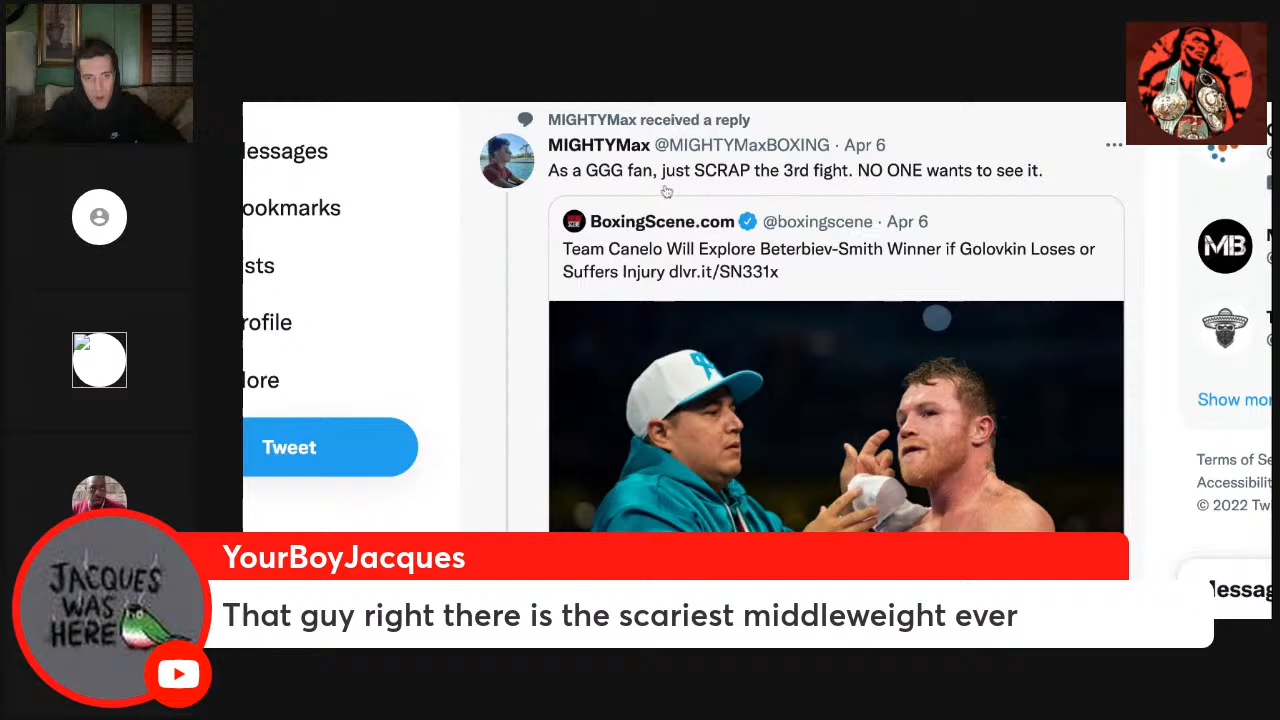 MIGHTYMax received a reply
MIGHTYMax @MIGHTYMaxBOXING · Apr 6
As a GGG fan, just SCRAP the 3rd fight. NO ONE wants to see it.
BoxingScene.com @boxingscene · Apr 6
Team Canelo Will Explore Beterbiev-Smith Winner if Golovkin Loses or
Suffers Injury dlvr.it/SN331x
lessages
ookmarks
sts
rofile
lore
Tweet
MB
Show mor
Terms of Se
Accessibilit
© 2022 Tw
lessag
JACQUES
WAS
HERE
YourBoyJacques
That guy right there is the scariest middleweight ever